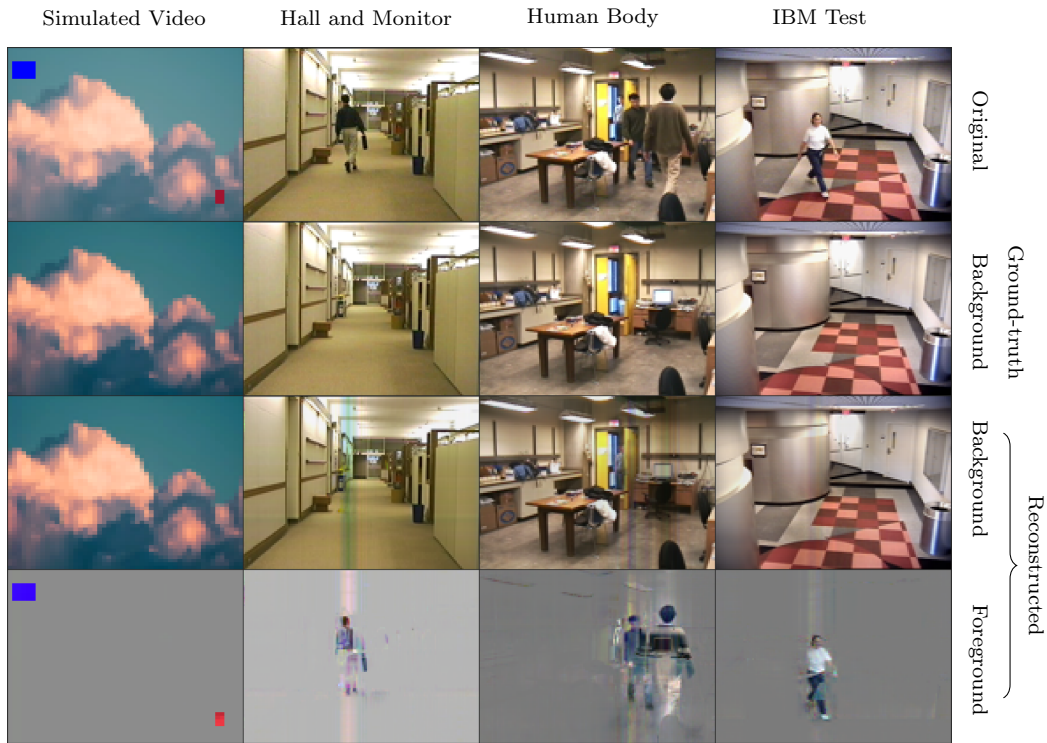 Simulated Video
Hall and Monitor
Human Body
IBM Test
Original
Background
Ground-truth
Background
Foreground
Reconstructed